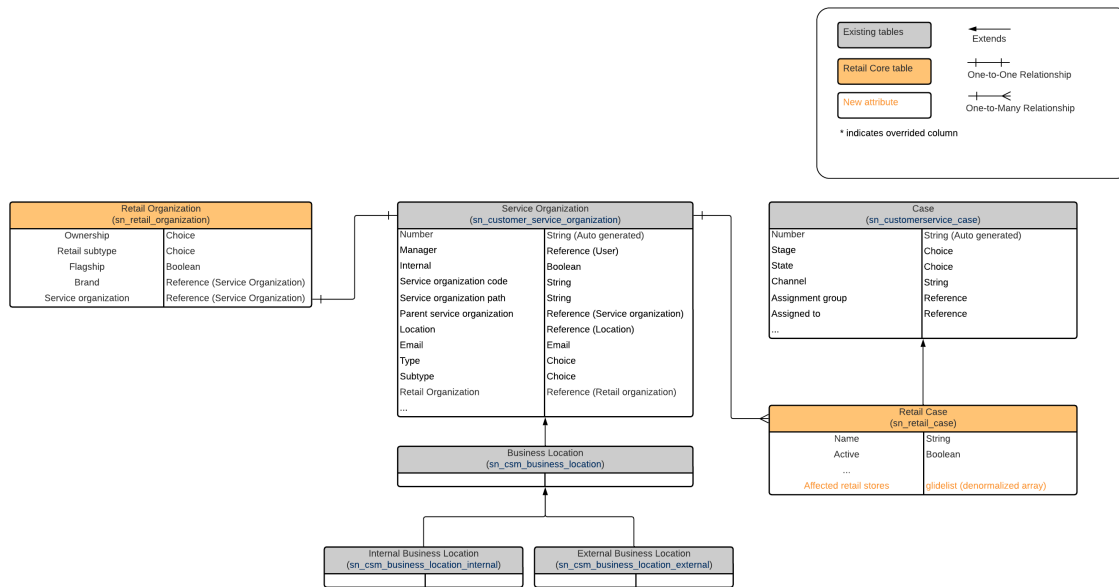 Existing tables
Extends
Retail Core table
One-to-One Relationship
New attribute
One-to-Many Relationship
* indicates overrided column
Retail Organization
(sn_retail_organization)
Ownership Choice
Retail subtype Choice
Flagship Boolean
Brand Reference (Service Organization)
Service organization Reference (Service Organization)
Service Organization
(sn_customer_service_organization)
Number String (Auto generated)
Manager Reference (User)
Internal Boolean
Service organization code String
Service organization path String
Parent service organization Reference (Service organization)
Location Reference (Location)
Email Email
Type Choice
Subtype Choice
Retail Organization Reference (Retail organization)
...
Case
(sn_customerservice_case)
Number String (Auto generated)
Stage Choice
State Choice
Channel String
Assignment group Reference
Assigned to Reference
...
Retail Case
(sn_retail_case)
Name String
Active Boolean
...
Affected retail stores glidelist (denormalized array)
Business Location
(sn_csm_business_location)
Internal Business Location
(sn_csm_business_location_internal)
External Business Location
(sn_csm_business_location_external)